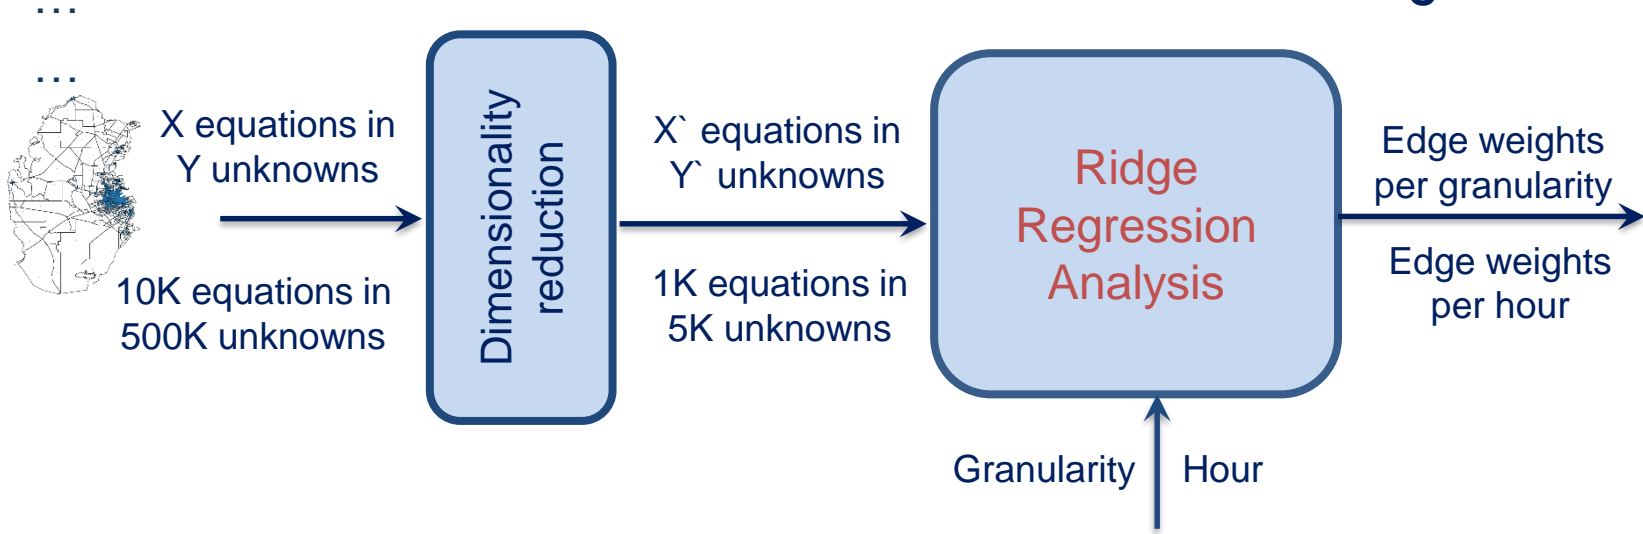 ...
...
X equations in
Y unknowns
10K equations in
500K unknowns
Dimensionality
reduction
X` equations in
Y` unknowns
1K equations in
5K unknowns
Ridge
Regression
Analysis
Granularity
Hour
Edge weights
per granularity
Edge weights
per hour